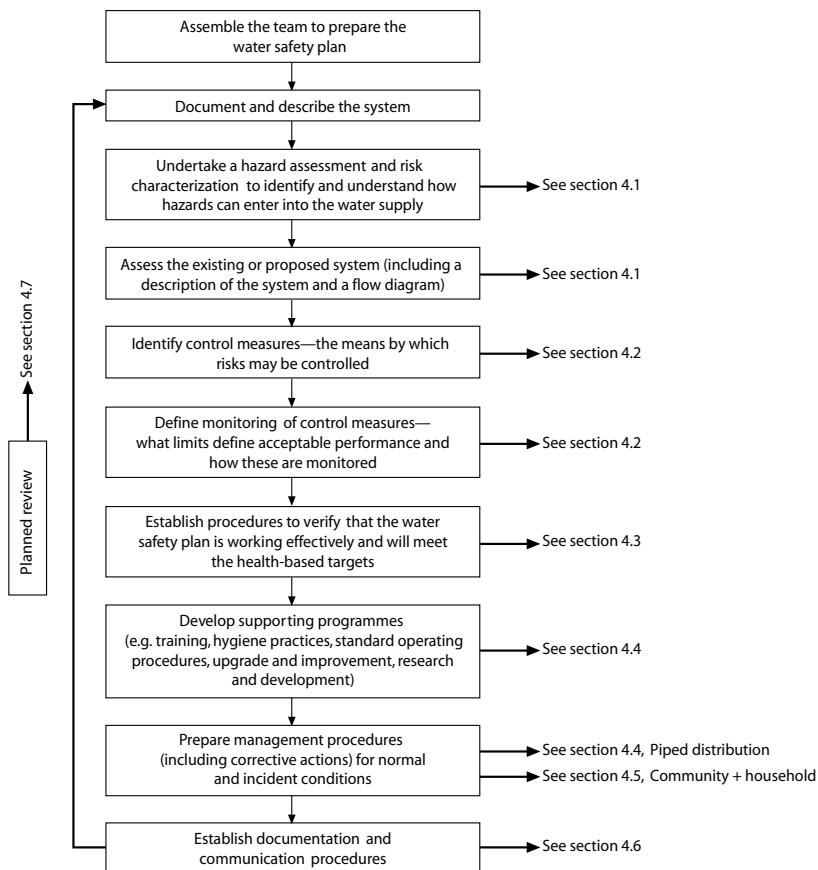 Assemble the team to prepare the
water safety plan
Document and describe the system
Undertake a hazard assessment and risk
characterization to identify and understand how
hazards can enter into the water supply
See section 4.1
Assess the existing or proposed system (including a
description of the system and a flow diagram)
See section 4.1
Identify control measures—the means by which
risks may be controlled
See section 4.2
Define monitoring of control measures—
what limits define acceptable performance and
how these are monitored
See section 4.2
Establish procedures to verify that the water
safety plan is working effectively and will meet
the health-based targets
See section 4.3
Develop supporting programmes
(e.g. training, hygiene practices, standard operating
procedures, upgrade and improvement, research
and development)
See section 4.4
Prepare management procedures
(including corrective actions) for normal
and incident conditions
See section 4.4, Piped distribution
See section 4.5, Community + household
Establish documentation and
communication procedures
See section 4.6
Planned review
See section 4.7